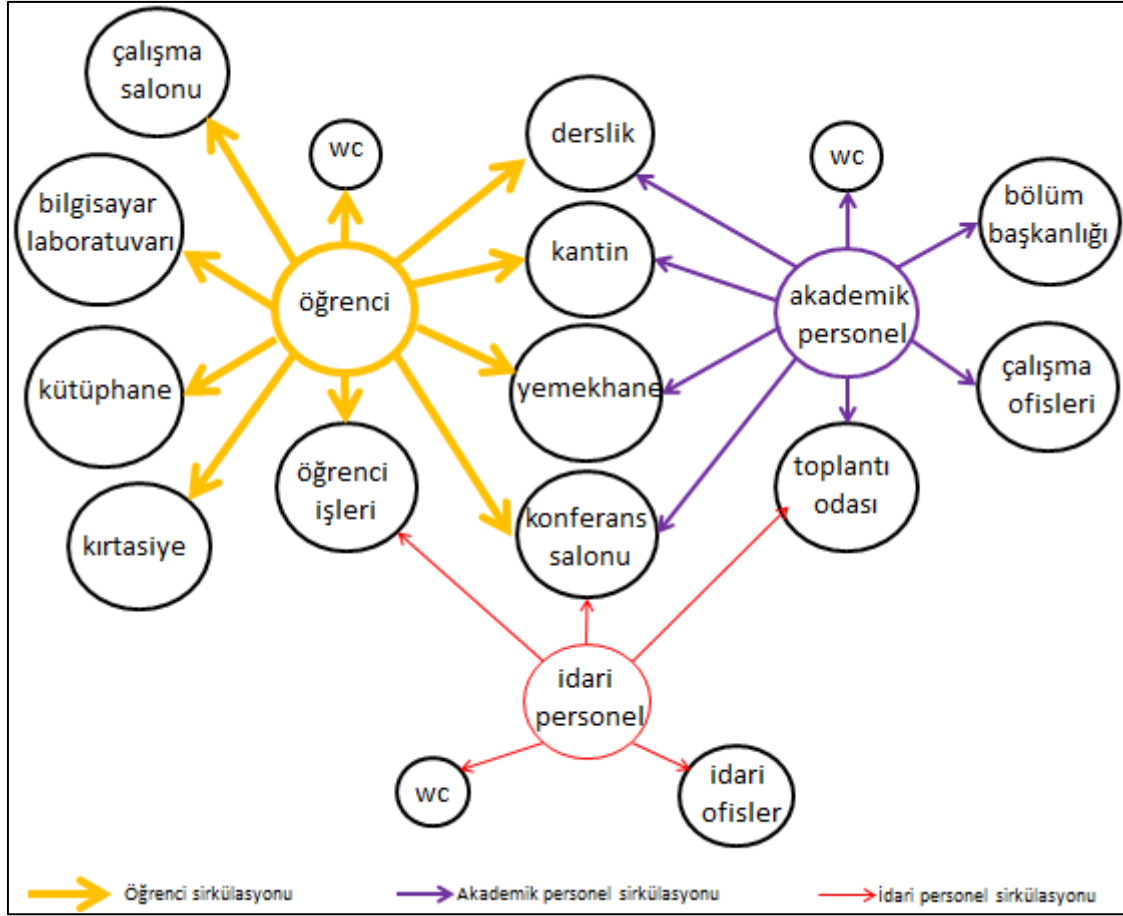 çalışma
salonu
wc
derslik
wc
bilgisayar
laboratuvarı
bölüm
başkanlığı
kantin
öğrenci
akademik
personel
kütüphane
yemekhane
çalışma
ofisleri
öğrenci
işleri
toplantı
odası
konferans
salonu
kırtasiye
idari
personel
wc
idari
ofisler
Öğrenci sirkülasyonu
Akademik personel sirkülasyonu
İdari personel sirkülasyonu